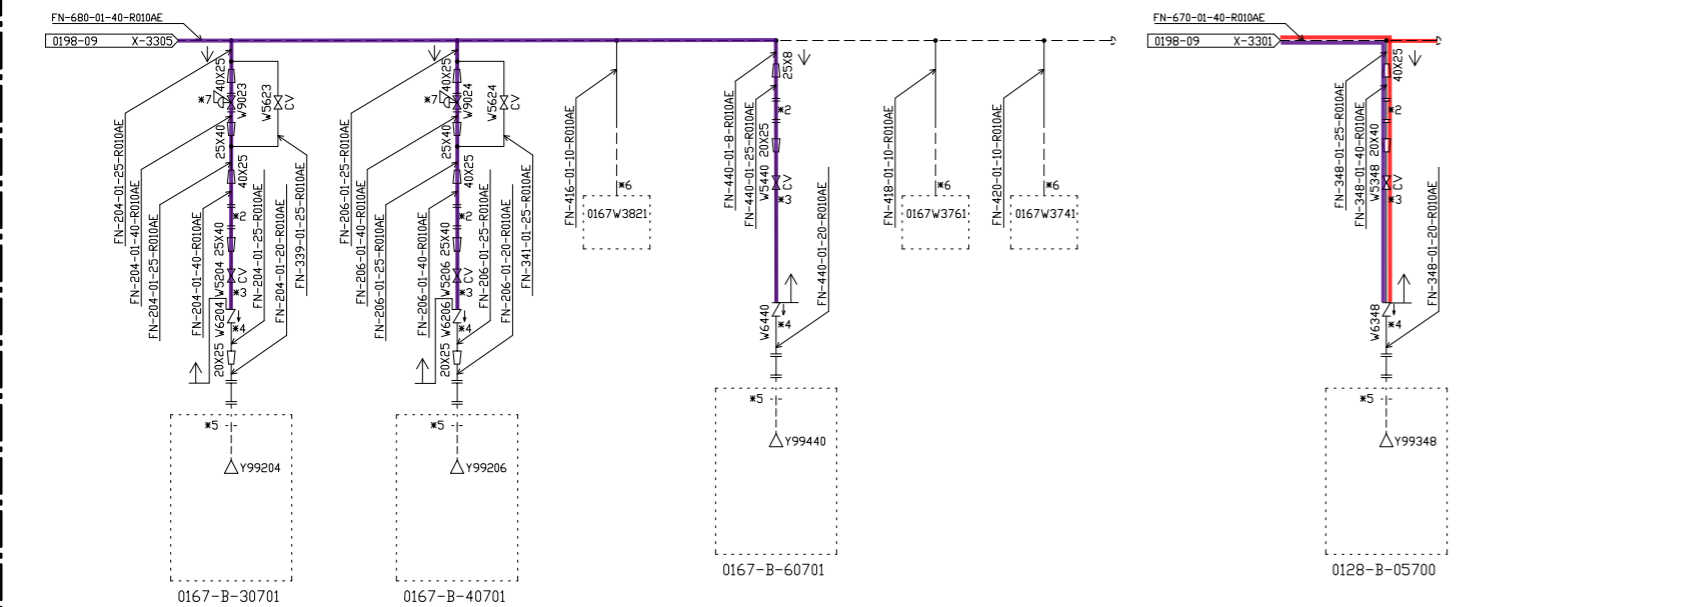 FN-680-01-40-R010AE
0198-09 X-3305
FN-204-01-25-R010AE
FN-204-01-40-R010AE
FN-204-01-25-R010AE
FN-204-01-40-R010AE
40X25
*7
W9023
W5623
CV
25X40
40X25
*2
W5204 25X40
CV
*3
FN-204-01-25-R010AE
FN-204-01-20-R010AE
FN-339-01-25-R010AE
20X25 W6204
*4
*5
Y99204
0167-B-30701
FN-206-01-25-R010AE
FN-206-01-40-R010AE
FN-206-01-25-R010AE
FN-206-01-40-R010AE
40X25
*7
W9024
W5624
CV
25X40
40X25
*2
W5206 25X40
CV
*3
FN-206-01-25-R010AE
FN-206-01-20-R010AE
FN-341-01-25-R010AE
20X25 W6206
*4
*5
Y99206
0167-B-40701
FN-416-01-10-R010AE
*6
0167W3821
25X8
FN-440-01-8-R010AE
FN-440-01-25-R010AE
*2
W5440 20X25
CV
*3
FN-440-01-20-R010AE
W6440
*4
*5
Y99440
0167-B-60701
FN-418-01-10-R010AE
*6
0167W3761
FN-420-01-10-R010AE
*6
0167W3741
FN-670-01-40-R010AE
0198-09 X-3301
40X25
FN-348-01-25-R010AE
FN-348-01-40-R010AE
*2
W5348 20X40
CV
*3
FN-348-01-20-R010AE
W6348
*4
*5
Y99348
0128-B-05700